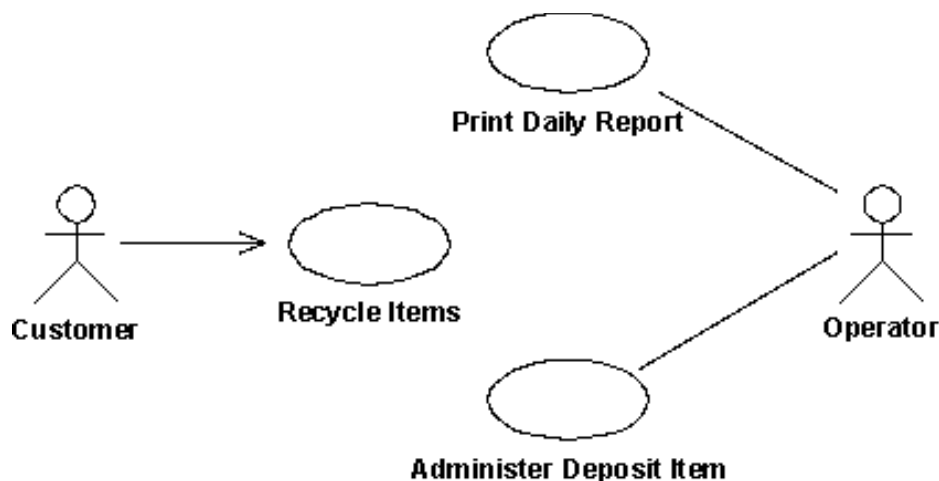 Print Daily Report
Recycle Items
Customer
Operator
Administer Deposit Item